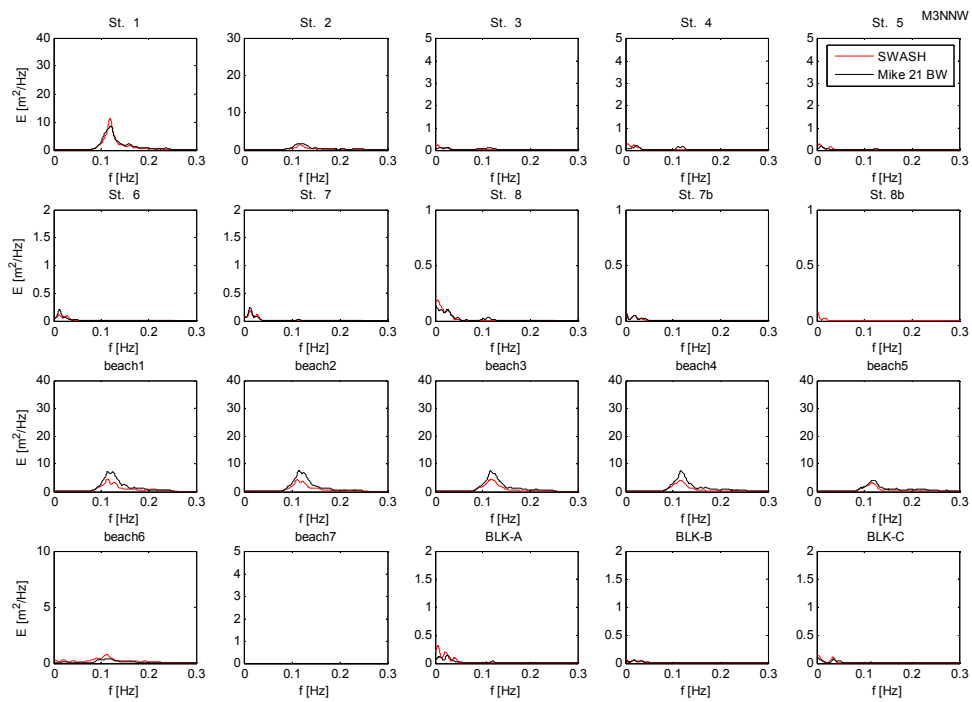 M3NNW
St. 1 St. 2 St. 3 St. 4 St. 5
SWASH
Mike 21 BW
40 30 5 5 5
30 4 4 4
20 3 3 3
20 2 2 2
10 10 1 1 1
0 0 0 0 0
E [m²/Hz]
0 0.1 0.2 0.3 0 0.1 0.2 0.3 0 0.1 0.2 0.3 0 0.1 0.2 0.3 0 0.1 0.2 0.3
f [Hz] f [Hz] f [Hz] f [Hz] f [Hz]
St. 6 St. 7 St. 8 St. 7b St. 8b
2 2 1 1 1
1.5 1.5
1 1 0.5 0.5 0.5
0.5 0.5
0 0 0 0 0
E [m²/Hz]
0 0.1 0.2 0.3 0 0.1 0.2 0.3 0 0.1 0.2 0.3 0 0.1 0.2 0.3 0 0.1 0.2 0.3
f [Hz] f [Hz] f [Hz] f [Hz] f [Hz]
beach1 beach2 beach3 beach4 beach5
40 40 40 40 40
30 30 30 30 30
20 20 20 20 20
10 10 10 10 10
0 0 0 0 0
E [m²/Hz]
0 0.1 0.2 0.3 0 0.1 0.2 0.3 0 0.1 0.2 0.3 0 0.1 0.2 0.3 0 0.1 0.2 0.3
f [Hz] f [Hz] f [Hz] f [Hz] f [Hz]
beach6 beach7 BLK-A BLK-B BLK-C
10 5 2 2 2
4 1.5 1.5 1.5
5 3 1 1 1
2
1 0.5 0.5 0.5
0 0 0 0 0
E [m²/Hz]
0 0.1 0.2 0.3 0 0.1 0.2 0.3 0 0.1 0.2 0.3 0 0.1 0.2 0.3 0 0.1 0.2 0.3
f [Hz] f [Hz] f [Hz] f [Hz] f [Hz]